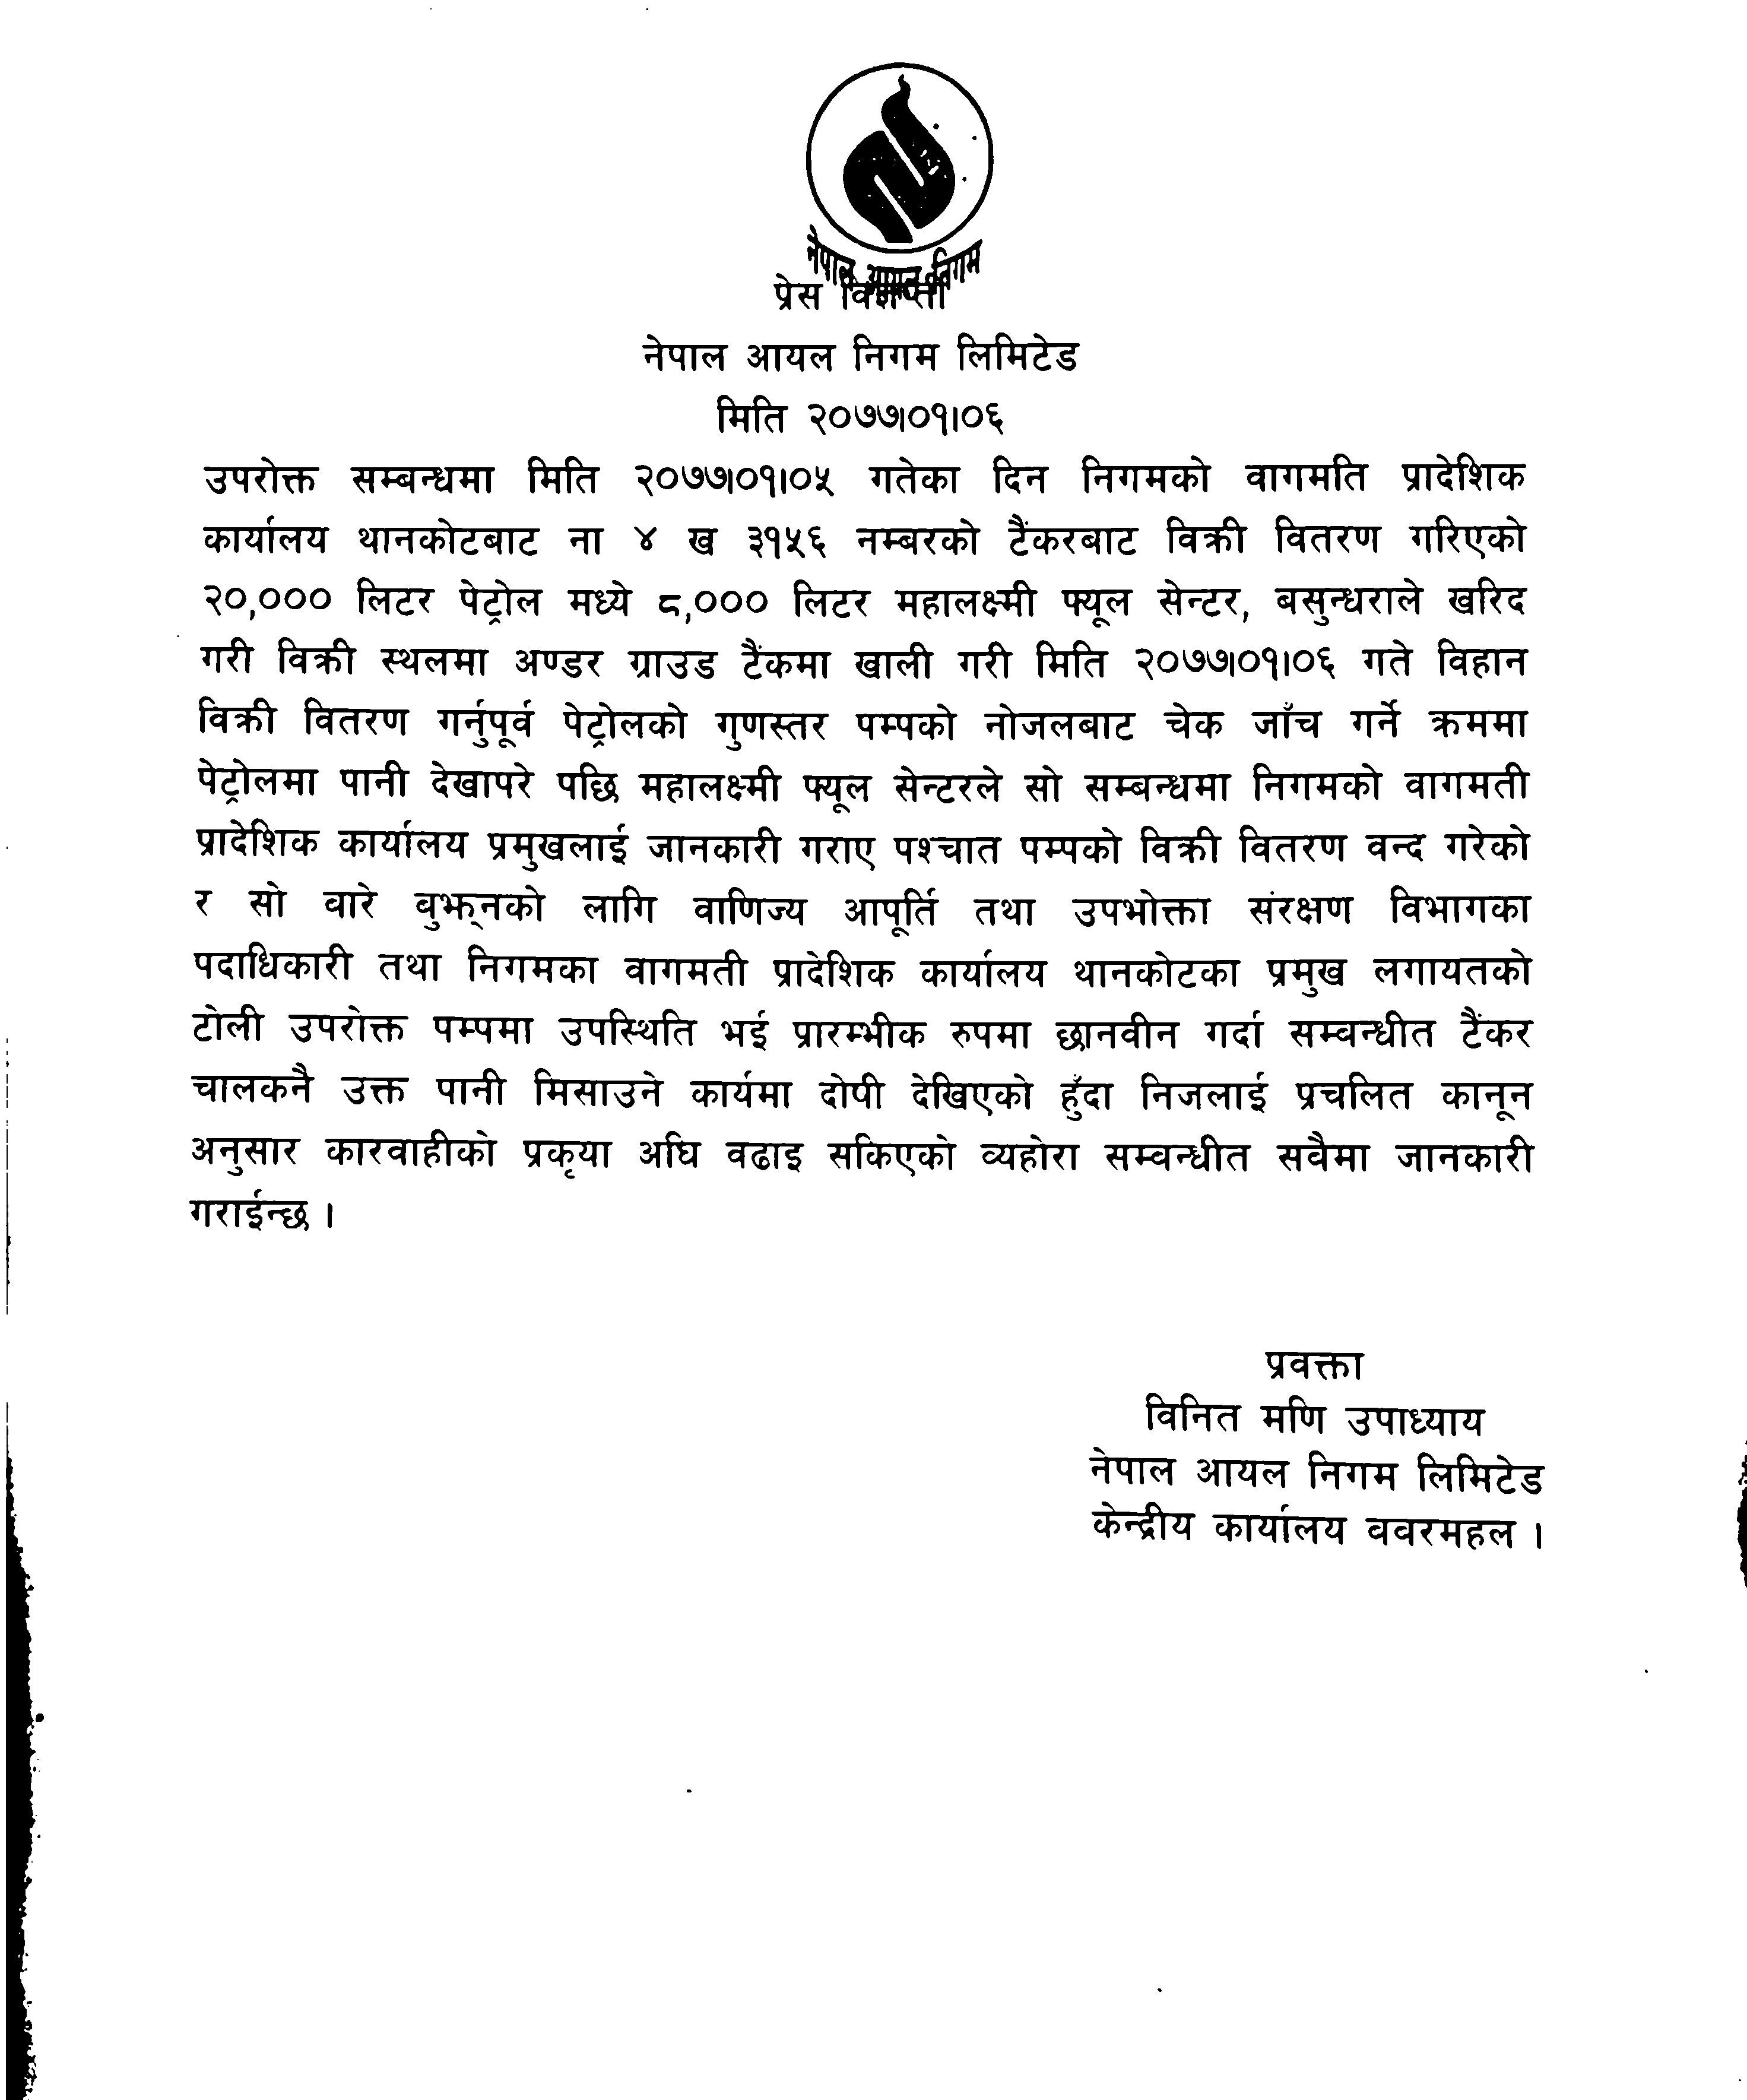 नेपाल आयल निगम
प्रेस विज्ञप्ती
नेपाल आयल निगम लिमिटेड
मिति २०७७।०१।०६
उपरोक्त सम्बन्धमा मिति २०७७।०१।०५ गतेका दिन निगमको वागमति प्रादेशिक
कार्यालय थानकोटबाट ना ४ ख ३१५६ नम्बरको टैंकरबाट विक्री वितरण गरिएको
२०,००० लिटर पेट्रोल मध्ये ८,००० लिटर महालक्ष्मी फ्यूल सेन्टर, बसुन्धराले खरिद
गरी विक्री स्थलमा अण्डर ग्राउड टैंकमा खाली गरी मिति २०७७।०१।०६ गते विहान
विक्री वितरण गर्नुपूर्व पेट्रोलको गुणस्तर पम्पको नोजलबाट चेक जाँच गर्ने क्रममा
पेट्रोलमा पानी देखापरे पछि महालक्ष्मी फ्यूल सेन्टरले सो सम्बन्धमा निगमको वागमती
प्रादेशिक कार्यालय प्रमुखलाई जानकारी गराए पश्चात पम्पको विक्री वितरण वन्द गरेको
र सो बारे बुझ्नको लागि वाणिज्य आपूर्ति तथा उपभोक्ता संरक्षण विभागका
पदाधिकारी तथा निगमका वागमती प्रादेशिक कार्यालय थानकोटका प्रमुख लगायतको
टोली उपरोक्त पम्पमा उपस्थिति भई प्रारम्भीक रुपमा छानवीन गर्दा सम्वन्धीत टैंकर
चालकनै उक्त पानी मिसाउने कार्यमा दोषी देखिएको हुँदा निजलाई प्रचलित कानून
अनुसार कारवाहीको प्रकृया अघि वढाइ सकिएको व्यहोरा सम्वन्धीत सवैमा जानकारी
गराईन्छ ।
प्रवक्ता
विनित मणि उपाध्याय
नेपाल आयल निगम लिमिटेड
केन्द्रीय कार्यालय ववरमहल ।